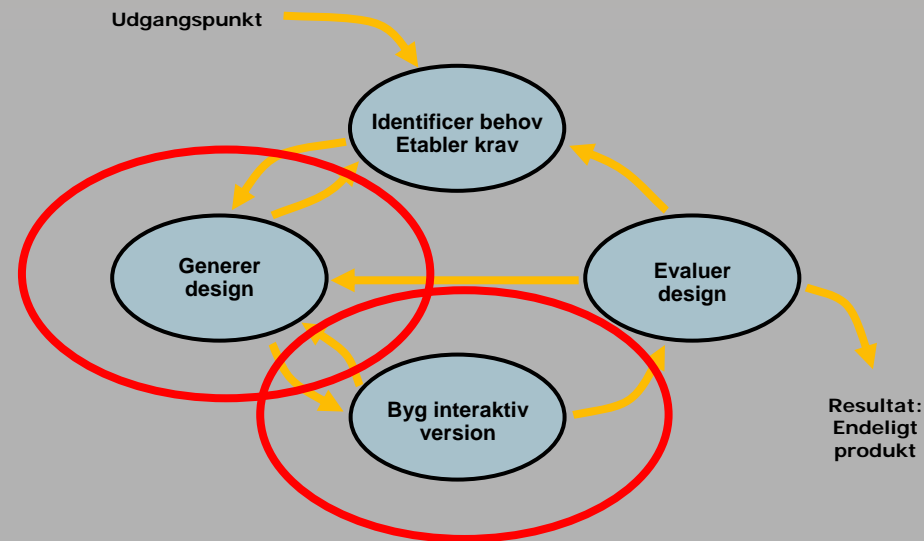 Udgangspunkt
Identificer behov
Etabler krav
Generer
design
Evaluer
design
Byg interaktiv
version
Resultat:
Endeligt
produkt